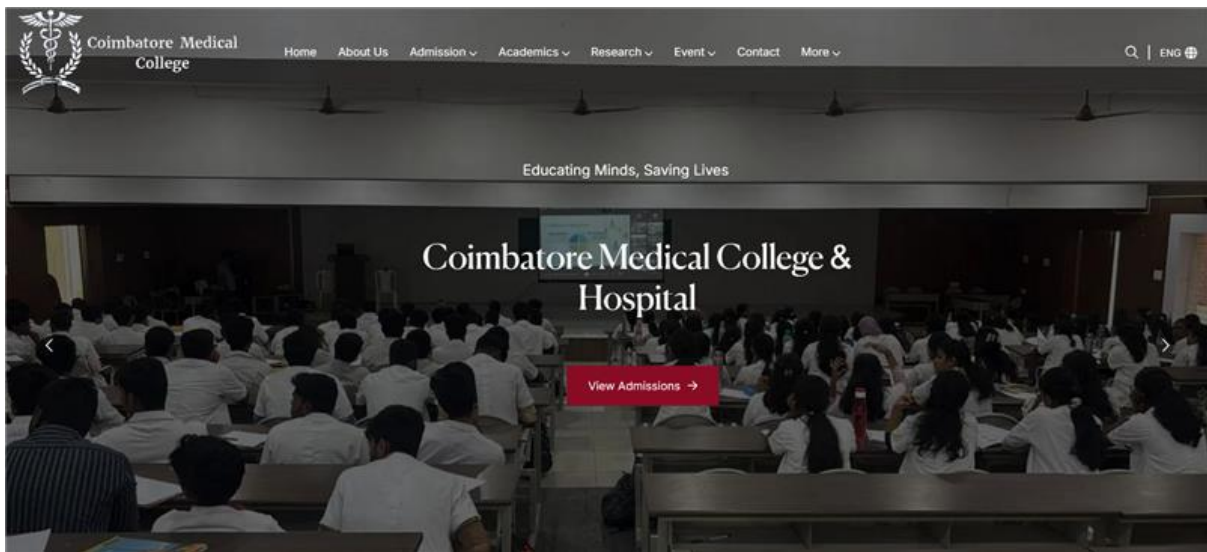 Coimbatore Medical
College
Home About Us Admission Academics Research Event Contact More
ENG
Educating Minds, Saving Lives
Coimbatore Medical College &
Hospital
View Admissions →